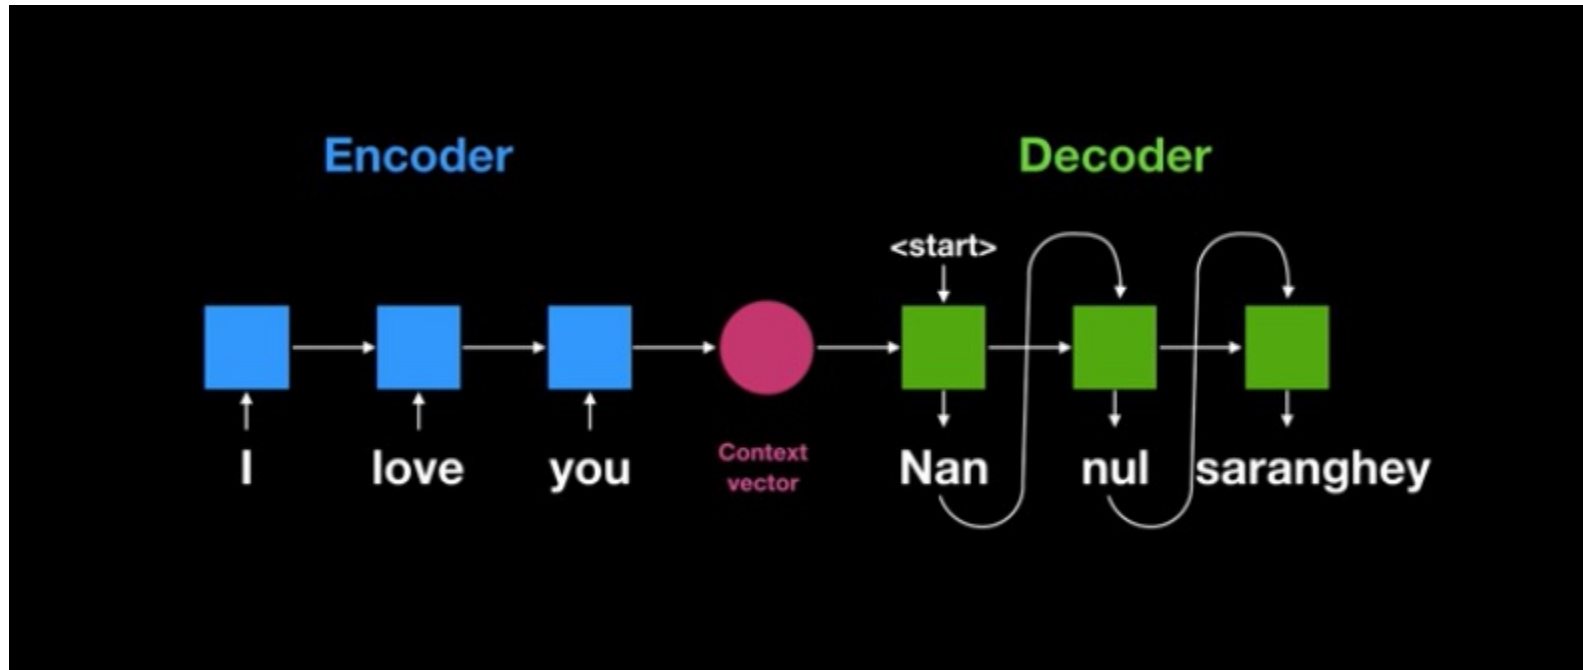 Encoder
Decoder
<start>
I love you
Context
vector
Nan nul saranghey